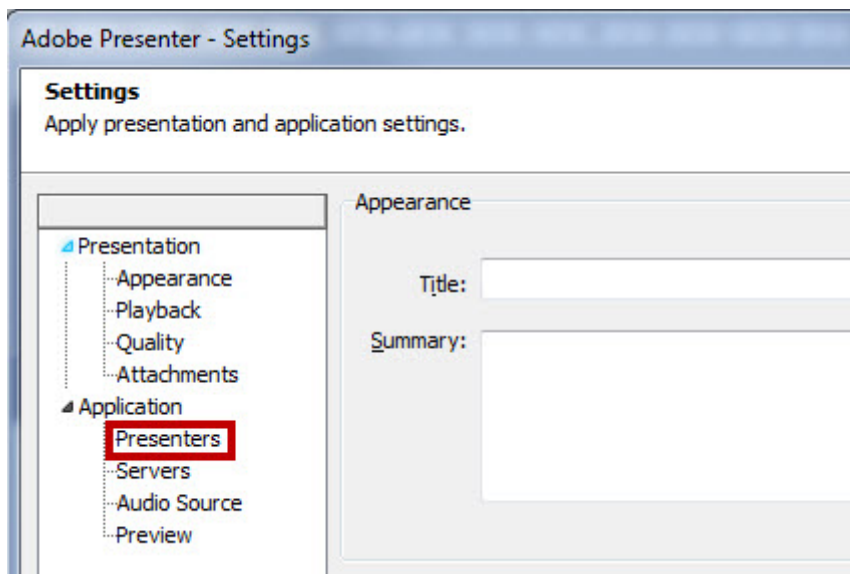 Adobe Presenter - Settings
Settings
Apply presentation and application settings.
Presentation
Appearance
Playback
Quality
Attachments
Application
Presenters
Servers
Audio Source
Preview
Appearance
Title:
Summary: